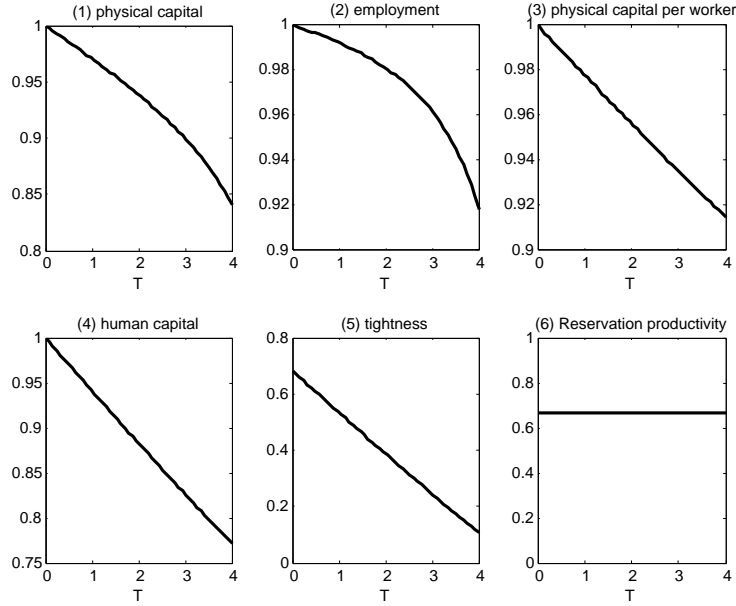 (1) physical capital
1
0.95
0.9
0.85
0.8
0 1 2 3 4
T
(2) employment
1
0.98
0.96
0.94
0.92
0.9
0 1 2 3 4
T
(3) physical capital per worker
1
0.98
0.96
0.94
0.92
0.9
0 1 2 3 4
T
(4) human capital
1
0.95
0.9
0.85
0.8
0.75
0 1 2 3 4
T
(5) tightness
0.8
0.6
0.4
0.2
0
0 1 2 3 4
T
(6) Reservation productivity
1
0.8
0.6
0.4
0.2
0
0 1 2 3 4
T